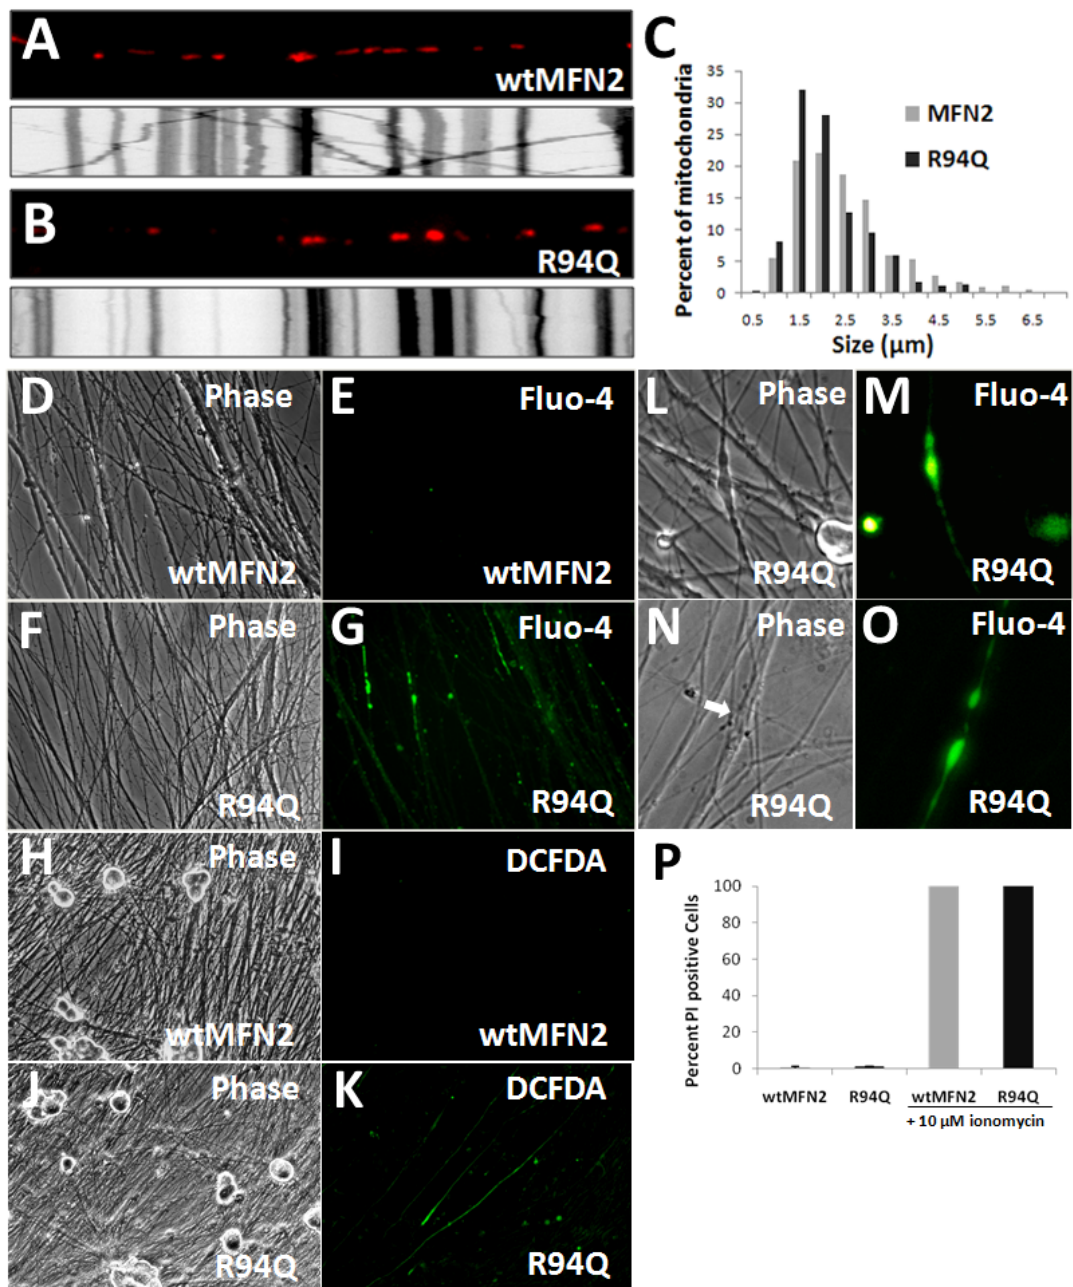 A
wtMFN2
B
R94Q
C
35
30
25
20
15
10
5
0
Percent of mitochondria
MFN2
R94Q
0.5 1.5 2.5 3.5 4.5 5.5 6.5
Size (µm)
D Phase
wtMFN2
E Fluo-4
wtMFN2
L Phase
R94Q
M Fluo-4
R94Q
F Phase
R94Q
G Fluo-4
R94Q
N Phase
R94Q
O Fluo-4
R94Q
H Phase
wtMFN2
I DCFDA
wtMFN2
J Phase
R94Q
K DCFDA
R94Q
P
100
80
60
40
20
0
Percent PI positive Cells
wtMFN2 R94Q wtMFN2 R94Q
+ 10 µM ionomycin